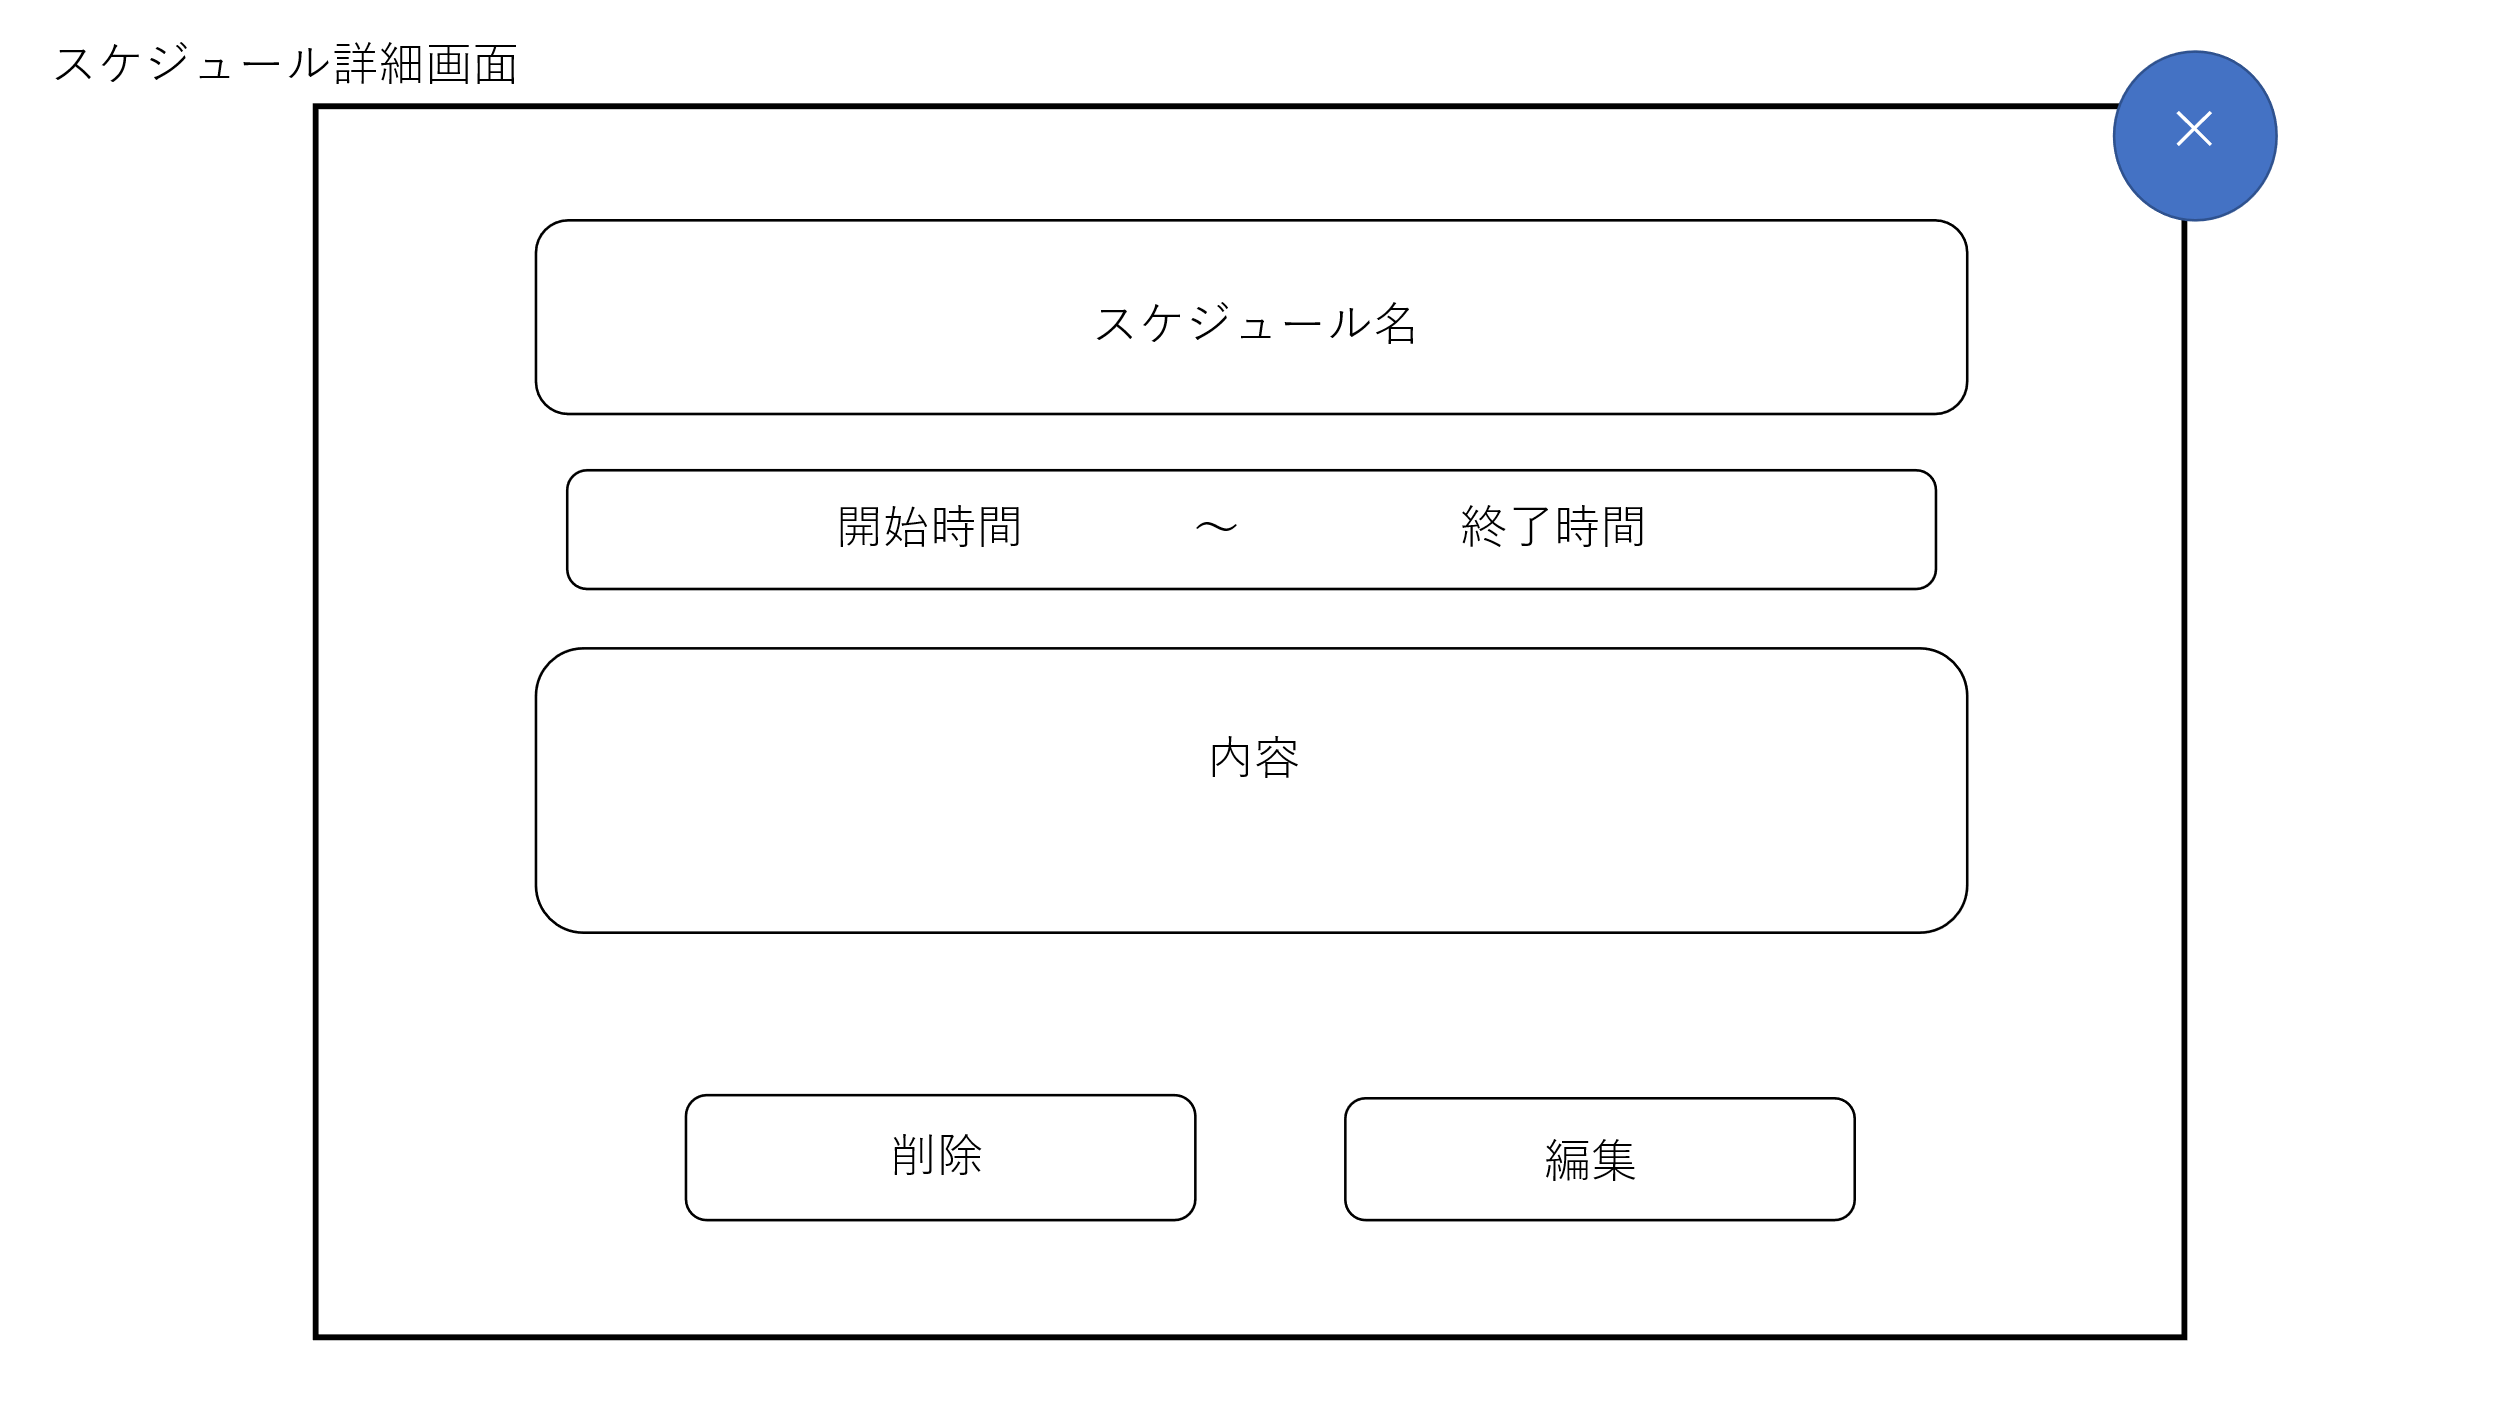 スケジュール詳細画面
×
スケジュール名
開始時間 ～ 終了時間
内容
削除 編集